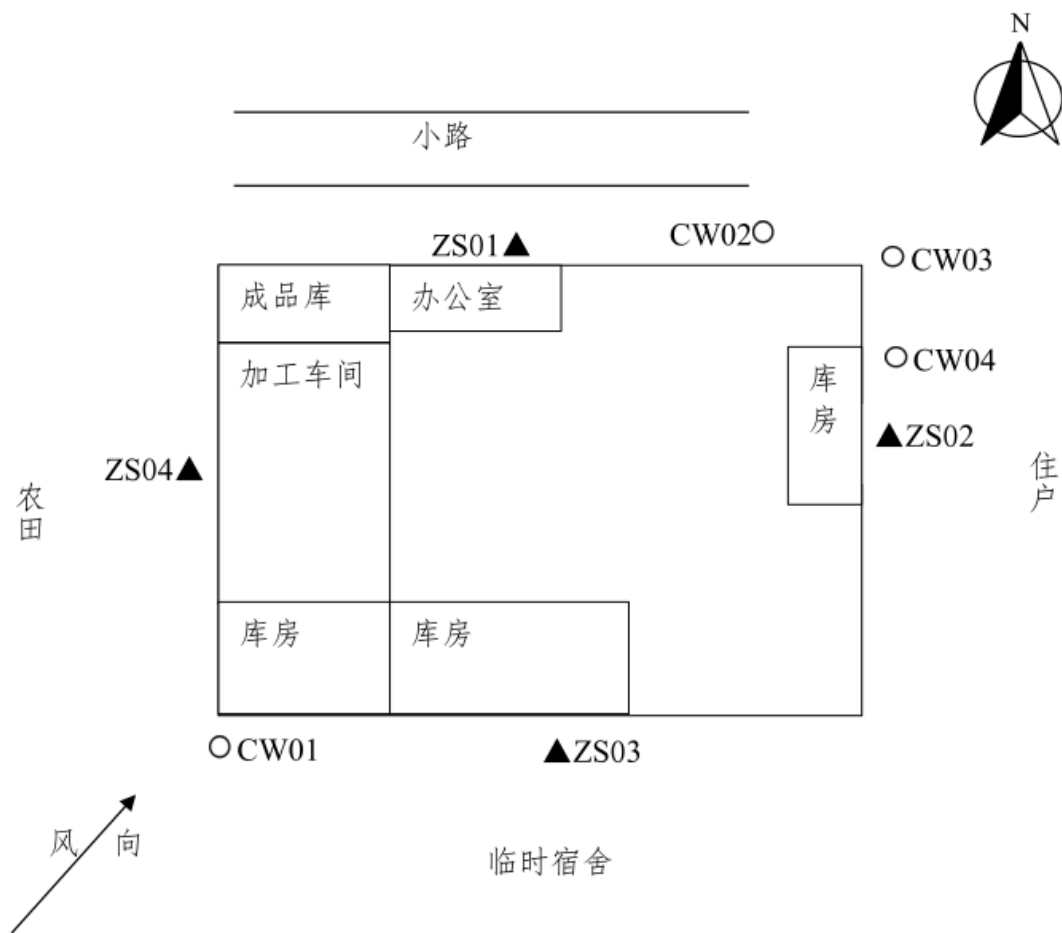 N
小路
CW02
ZS01
CW03
成品库
办公室
加工车间
库房
CW04
ZS02
ZS04
农田
住户
库房
库房
CW01
ZS03
风向
临时宿舍